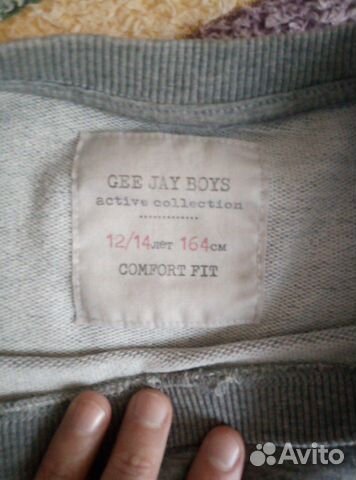 GEE JAY BOYS
active collection
12/14лет 164см
COMFORT FIT
Avito